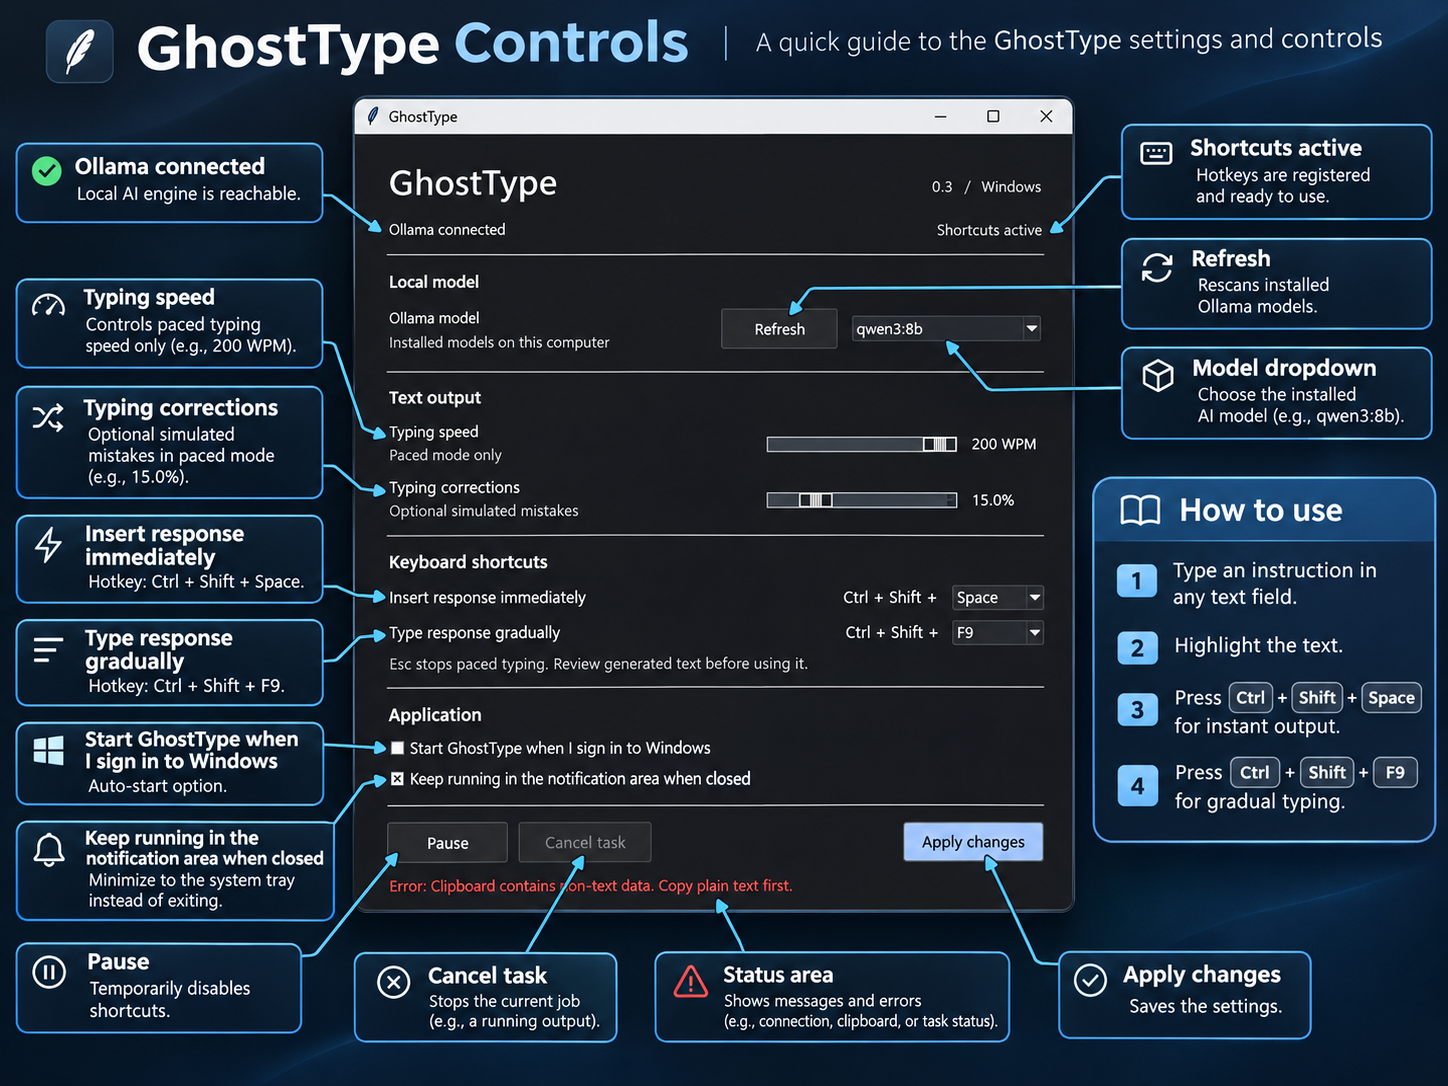 GhostType Controls
A quick guide to the GhostType settings and controls
GhostType
GhostType
0.3 / Windows
Ollama connected
Shortcuts active
Local model
Ollama model
Installed models on this computer
Refresh
qwen3:8b
Text output
Typing speed
Paced mode only
200 WPM
Typing corrections
Optional simulated mistakes
15.0%
Keyboard shortcuts
Insert response immediately
Ctrl + Shift + Space
Type response gradually
Ctrl + Shift + F9
Esc stops paced typing. Review generated text before using it.
Application
Start GhostType when I sign in to Windows
Keep running in the notification area when closed
Pause
Cancel task
Apply changes
Error: Clipboard contains non-text data. Copy plain text first.
Ollama connected
Local AI engine is reachable.
Typing speed
Controls paced typing
speed only (e.g., 200 WPM).
Typing corrections
Optional simulated
mistakes in paced mode
(e.g., 15.0%).
Insert response
immediately
Hotkey: Ctrl + Shift + Space.
Type response
gradually
Hotkey: Ctrl + Shift + F9.
Start GhostType when
I sign in to Windows
Auto-start option.
Keep running in the
notification area when closed
Minimize to the system tray
instead of exiting.
Pause
Temporarily disables
shortcuts.
Cancel task
Stops the current job
(e.g., a running output).
Status area
Shows messages and errors
(e.g., connection, clipboard, or task status).
Apply changes
Saves the settings.
Shortcuts active
Hotkeys are registered
and ready to use.
Refresh
Rescans installed
Ollama models.
Model dropdown
Choose the installed
AI model (e.g., qwen3:8b).
How to use
1 Type an instruction in
any text field.
2 Highlight the text.
3 Press Ctrl + Shift + Space
for instant output.
4 Press Ctrl + Shift + F9
for gradual typing.